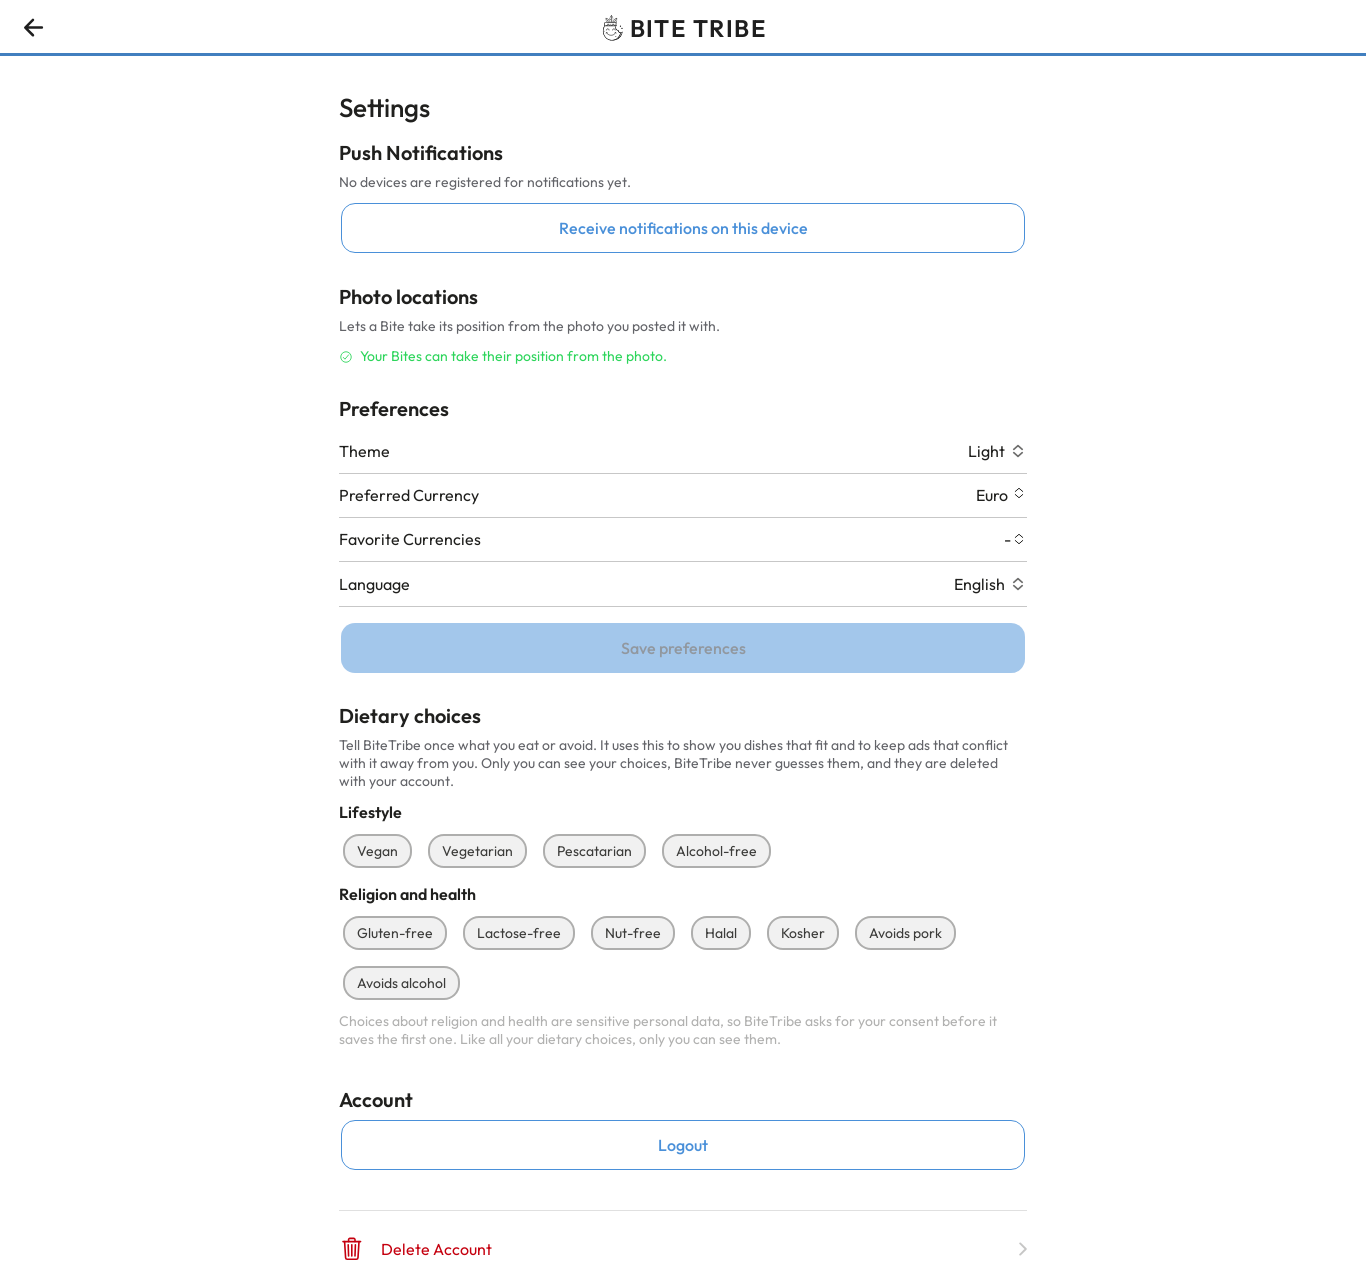 BITE TRIBE
Settings
Push Notifications
No devices are registered for notifications yet.
Receive notifications on this device
Photo locations
Lets a Bite take its position from the photo you posted it with.
Your Bites can take their position from the photo.
Preferences
Theme Light
Preferred Currency Euro
Favorite Currencies -
Language English
Save preferences
Dietary choices
Tell BiteTribe once what you eat or avoid. It uses this to show you dishes that fit and to keep ads that conflict
with it away from you. Only you can see your choices, BiteTribe never guesses them, and they are deleted
with your account.
Lifestyle
Vegan Vegetarian Pescatarian Alcohol-free
Religion and health
Gluten-free Lactose-free Nut-free Halal Kosher Avoids pork
Avoids alcohol
Choices about religion and health are sensitive personal data, so BiteTribe asks for your consent before it
saves the first one. Like all your dietary choices, only you can see them.
Account
Logout
Delete Account